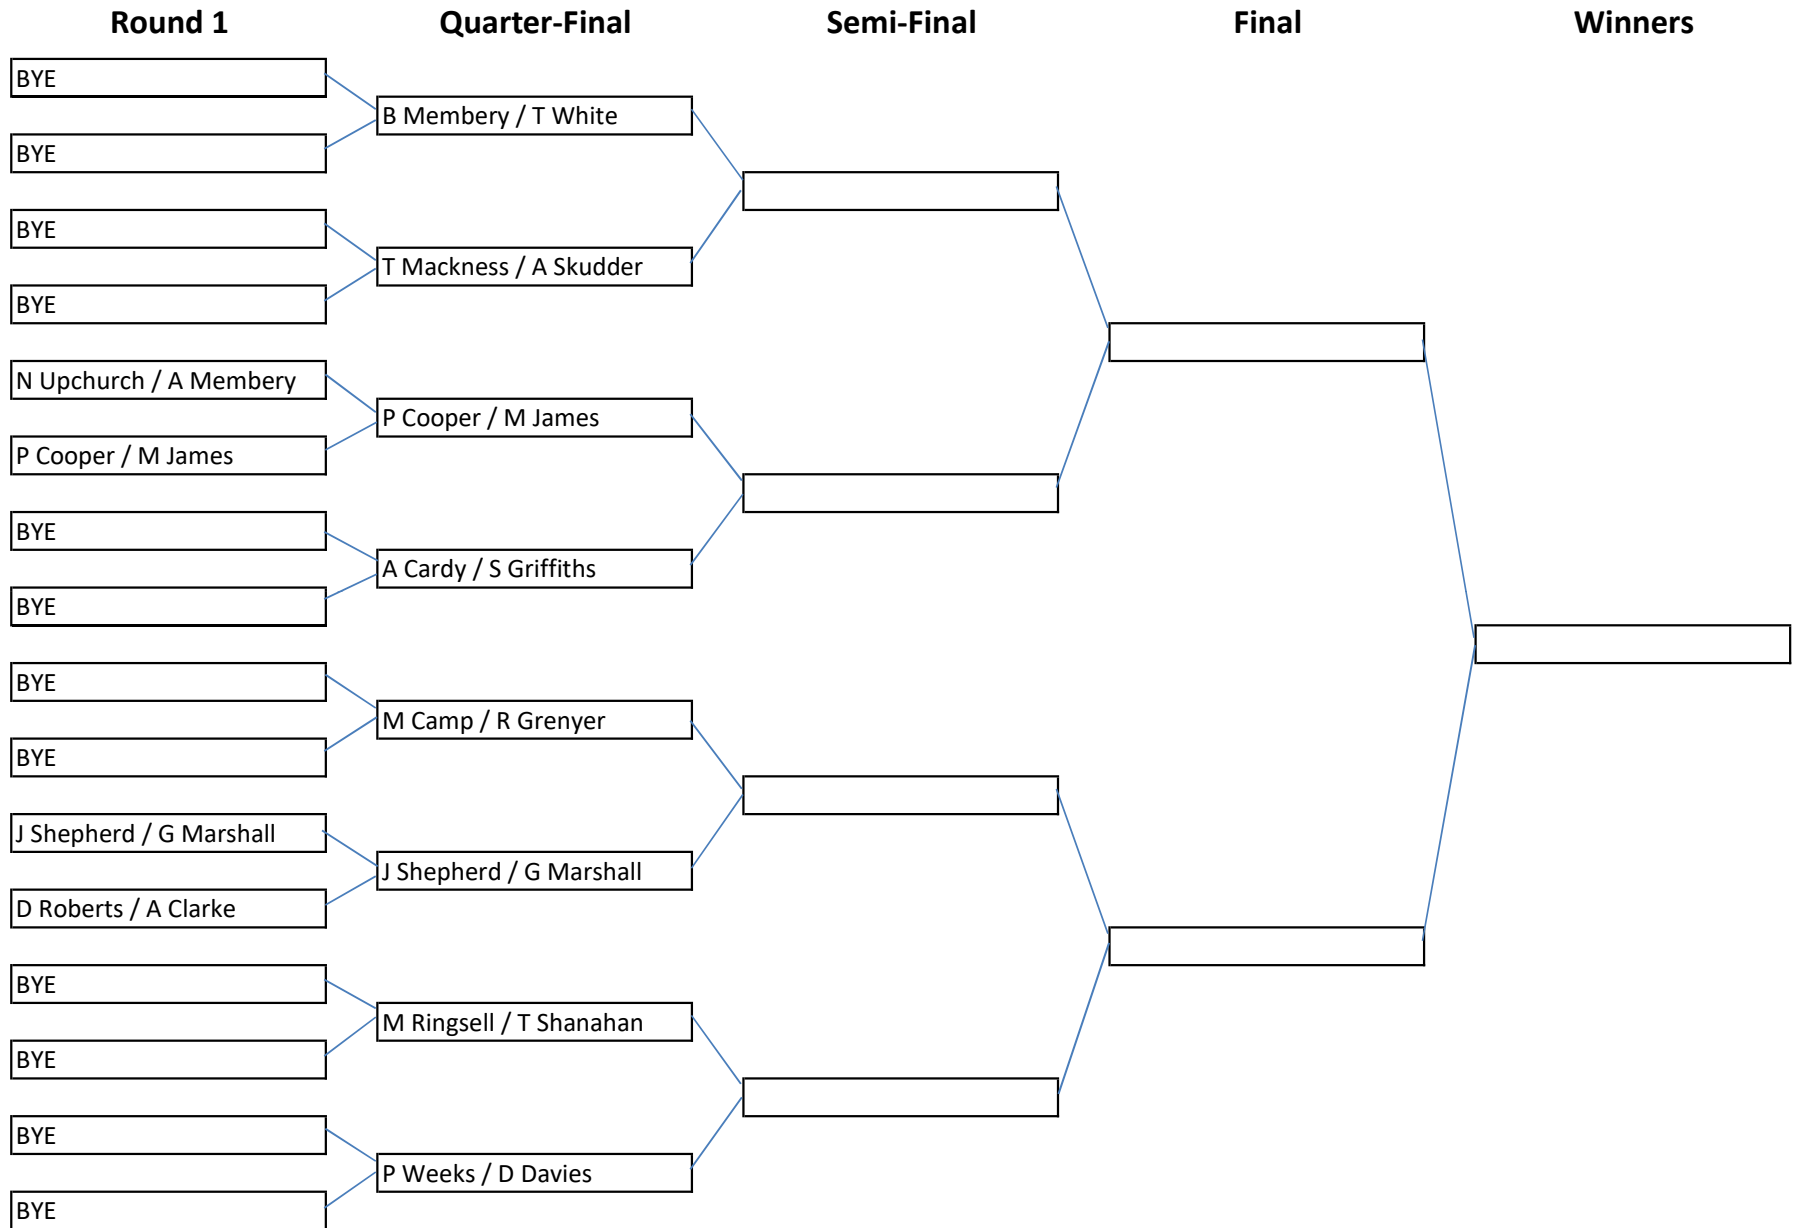 Round 1
Quarter-Final
Semi-Final
Final
Winners
BYE
BYE
BYE
BYE
N Upchurch / A Membery
P Cooper / M James
BYE
BYE
BYE
BYE
J Shepherd / G Marshall
D Roberts / A Clarke
BYE
BYE
BYE
BYE
B Membery / T White
T Mackness / A Skudder
P Cooper / M James
A Cardy / S Griffiths
M Camp / R Grenyer
J Shepherd / G Marshall
M Ringsell / T Shanahan
P Weeks / D Davies